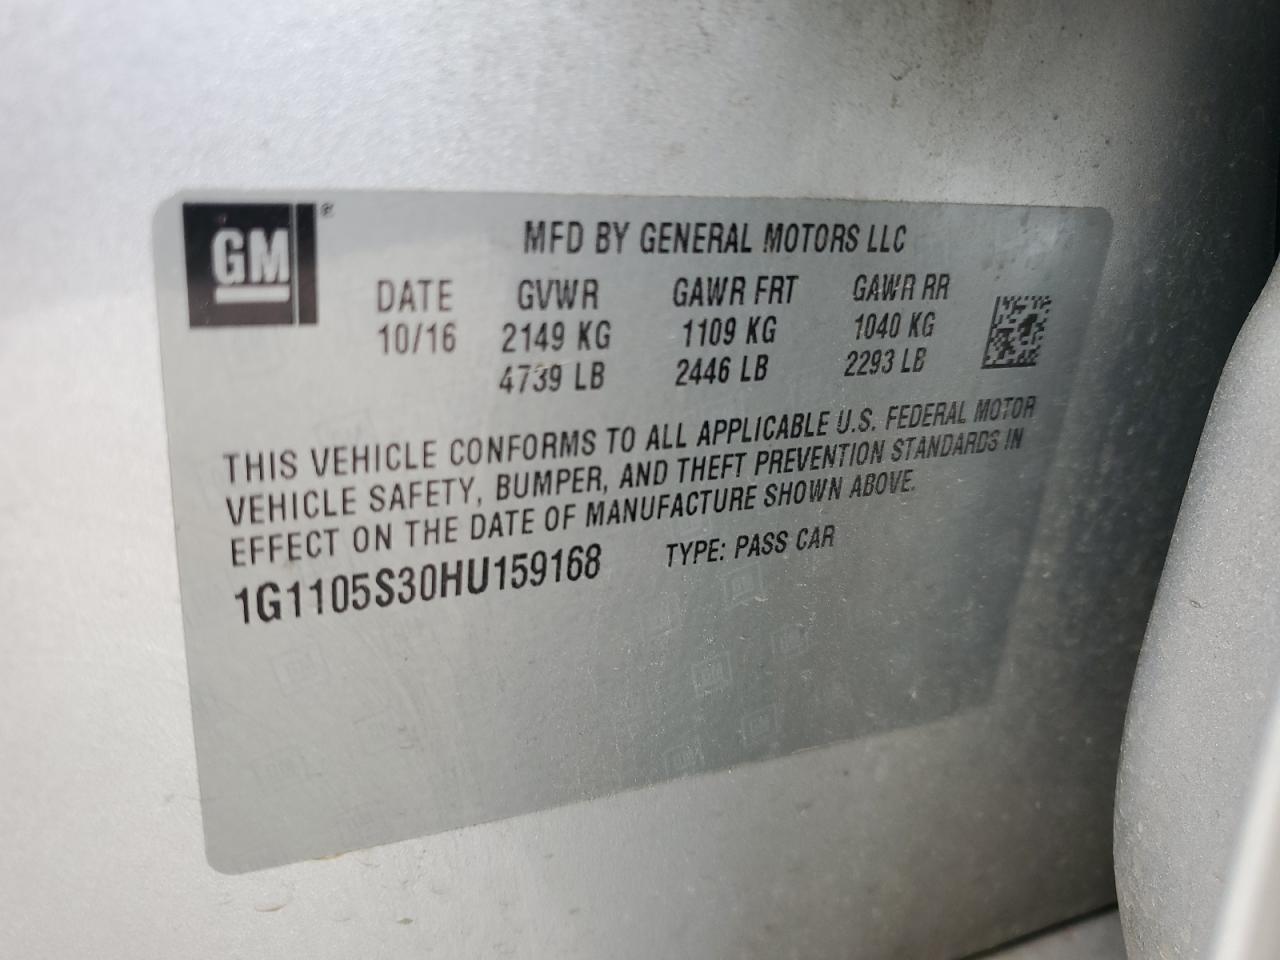 GM ®
MFD BY GENERAL MOTORS LLC
DATE GVWR GAWR FRT GAWR RR
10/16 2149 KG 1109 KG 1040 KG
4739 LB 2446 LB 2293 LB
THIS VEHICLE CONFORMS TO ALL APPLICABLE U.S. FEDERAL MOTOR
VEHICLE SAFETY, BUMPER, AND THEFT PREVENTION STANDARDS IN
EFFECT ON THE DATE OF MANUFACTURE SHOWN ABOVE.
1G1105S30HU159168 TYPE: PASS CAR